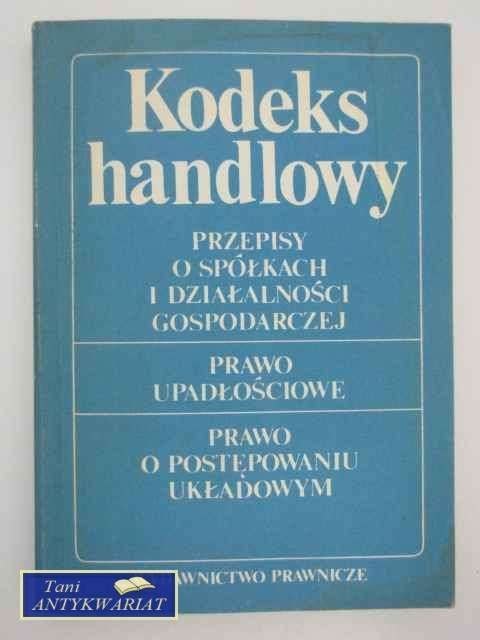 Kodeks
handlowy
PRZEPISY
O SPÓŁKACH
I DZIAŁALNOŚCI
GOSPODARCZEJ
PRAWO
UPADŁOŚCIOWE
PRAWO
O POSTĘPOWANIU
UKŁADOWYM
PRAWNICZE
Tani
ANTYKWARIAT